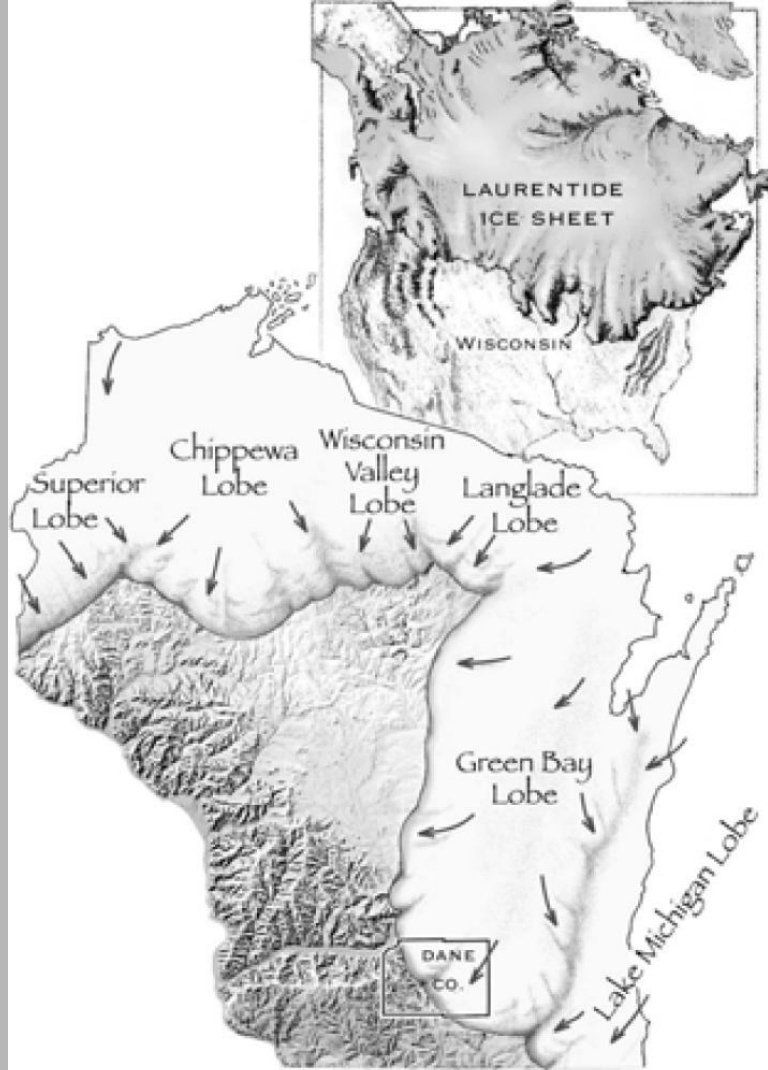 LAURENTIDE
ICE SHEET
WISCONSIN
Superior
Lobe
Chippewa
Lobe
Wisconsin
Valley
Lobe
Langlade
Lobe
Green Bay
Lobe
Lake Michigan Lobe
DANE
CO.